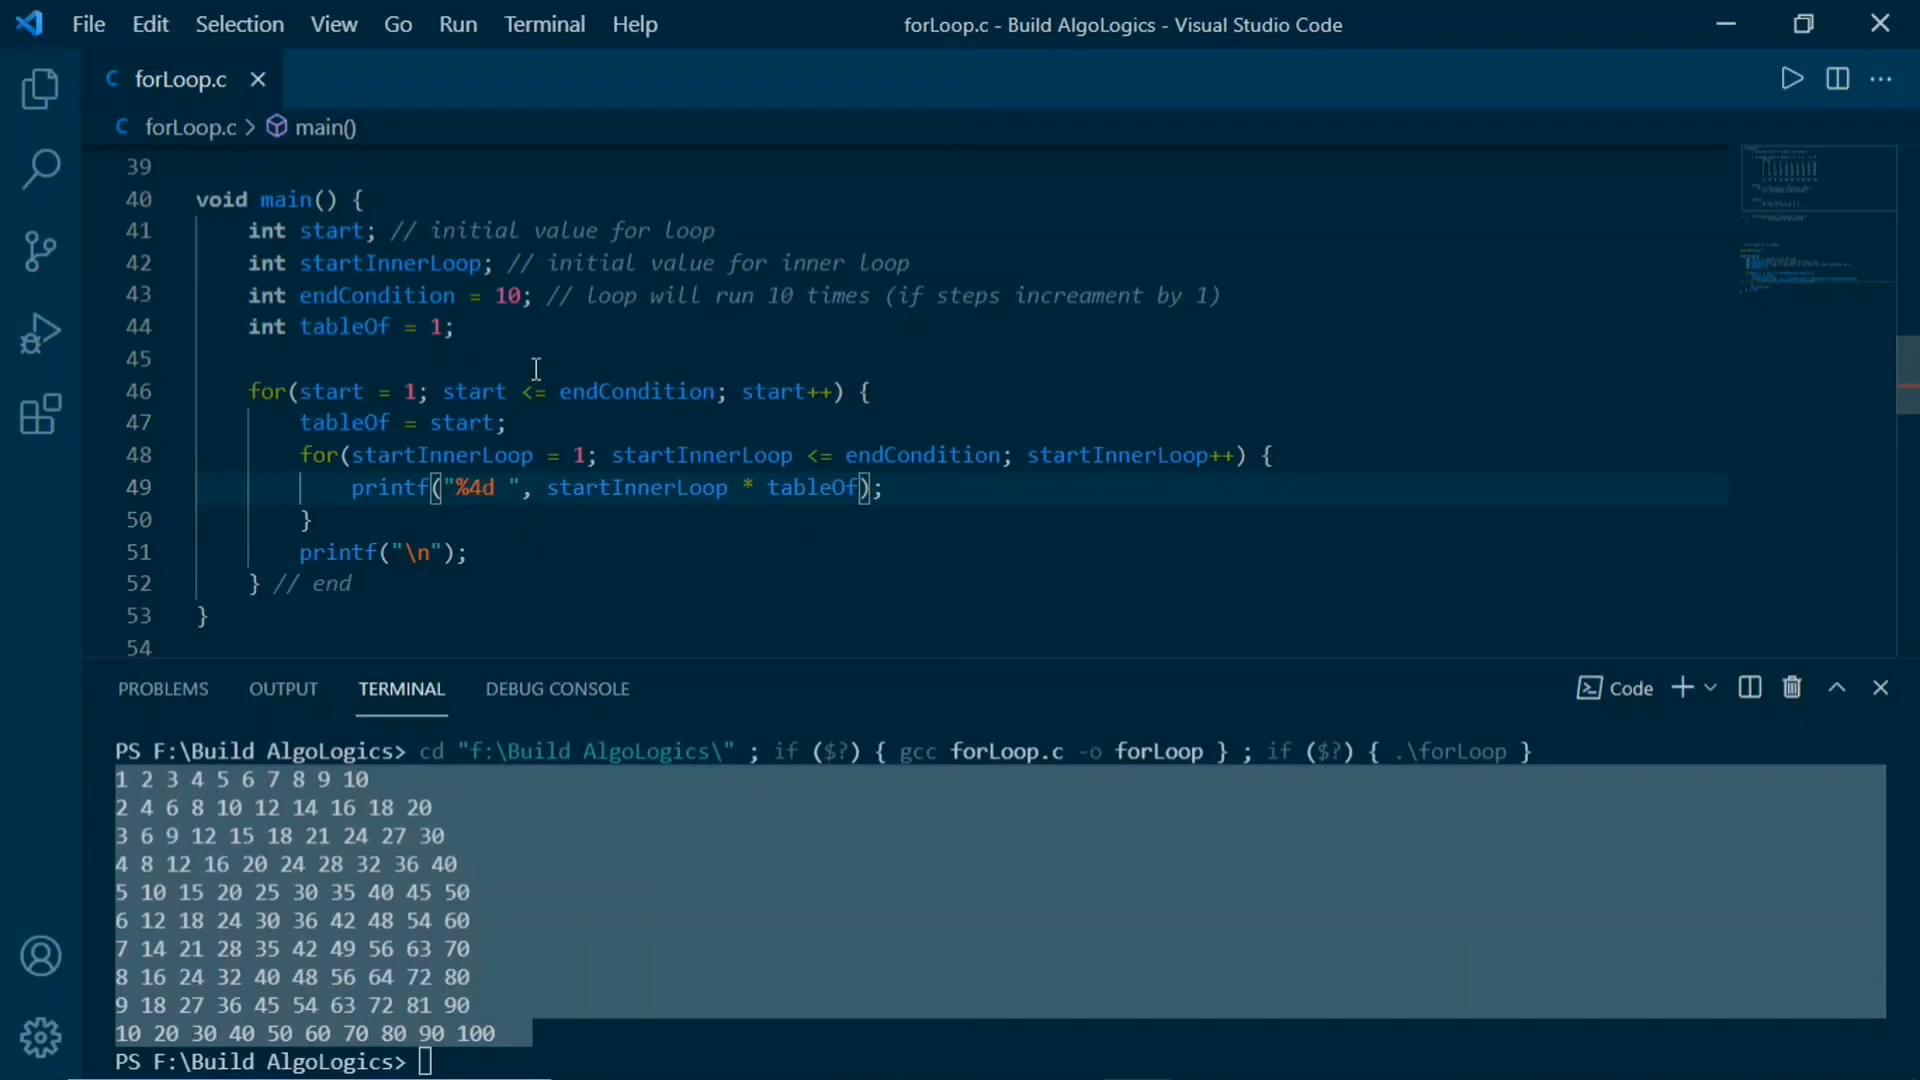 File Edit Selection View Go Run Terminal Help forLoop.c - Build AlgoLogics - Visual Studio Code
C forLoop.c
C forLoop.c > main()
39
40 void main() {
41 int start; // initial value for loop
42 int startInnerLoop; // initial value for inner loop
43 int endCondition = 10; // loop will run 10 times (if steps increament by 1)
44 int tableOf = 1;
45
46 for(start = 1; start <= endCondition; start++) {
47 tableOf = start;
48 for(startInnerLoop = 1; startInnerLoop <= endCondition; startInnerLoop++) {
49 printf("%4d ", startInnerLoop * tableOf);
50 }
51 printf("\n");
52 } // end
53 }
54
PROBLEMS OUTPUT TERMINAL DEBUG CONSOLE Code
PS F:\Build AlgoLogics> cd "f:\Build AlgoLogics\" ; if ($?) { gcc forLoop.c -o forLoop } ; if ($?) { .\forLoop }
1 2 3 4 5 6 7 8 9 10
2 4 6 8 10 12 14 16 18 20
3 6 9 12 15 18 21 24 27 30
4 8 12 16 20 24 28 32 36 40
5 10 15 20 25 30 35 40 45 50
6 12 18 24 30 36 42 48 54 60
7 14 21 28 35 42 49 56 63 70
8 16 24 32 40 48 56 64 72 80
9 18 27 36 45 54 63 72 81 90
10 20 30 40 50 60 70 80 90 100
PS F:\Build AlgoLogics>